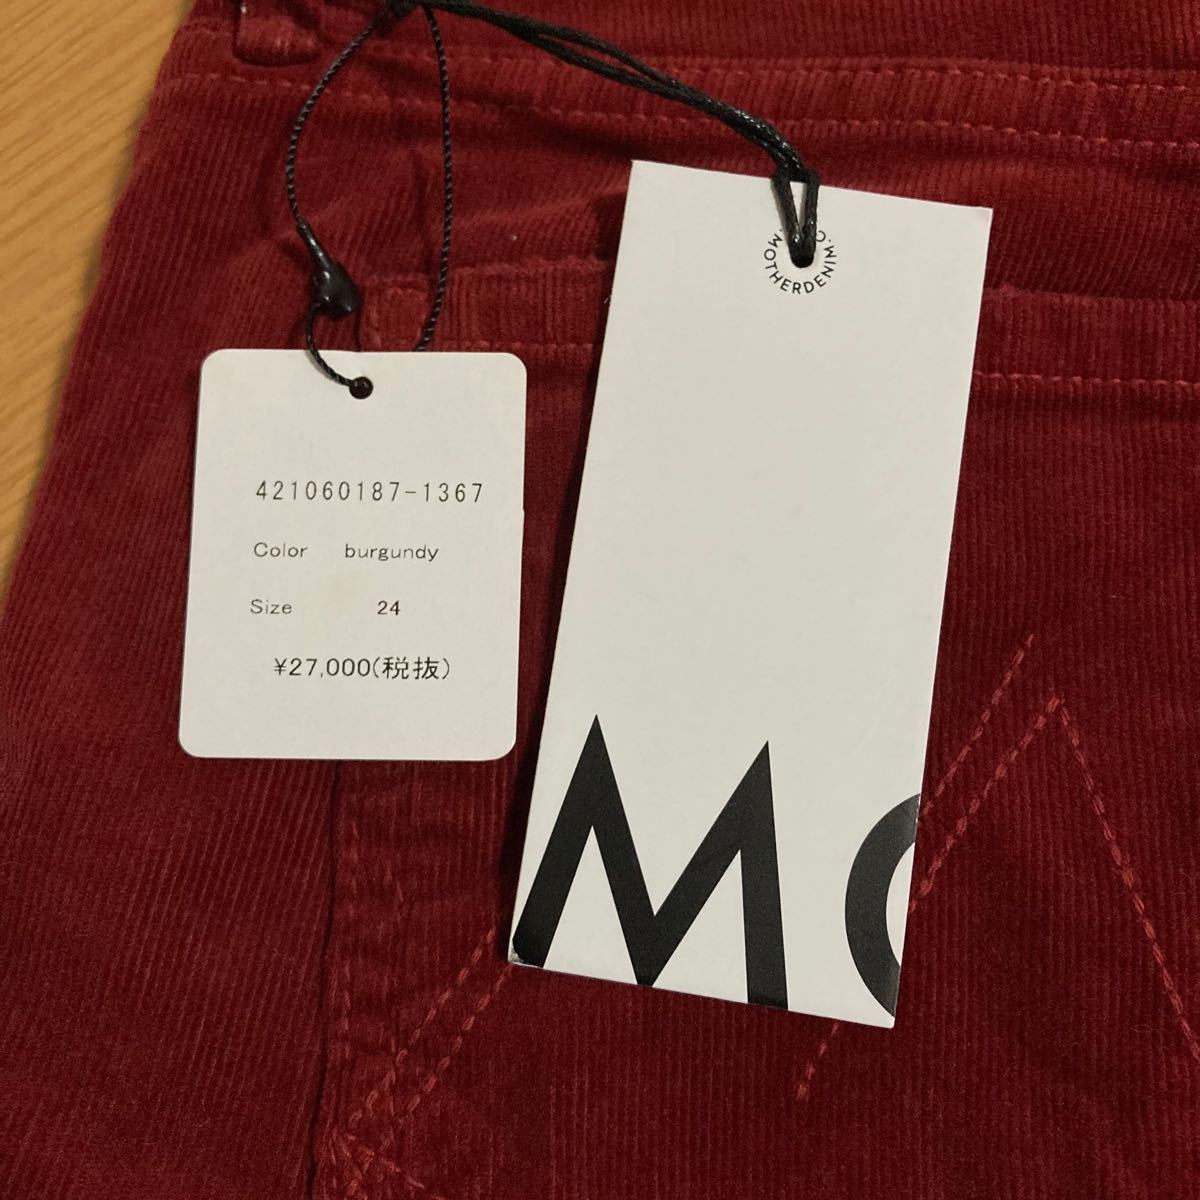 421060187-1367
Color burgundy
Size 24
¥27,000(税抜)
MOTHERDENIM.C
MO